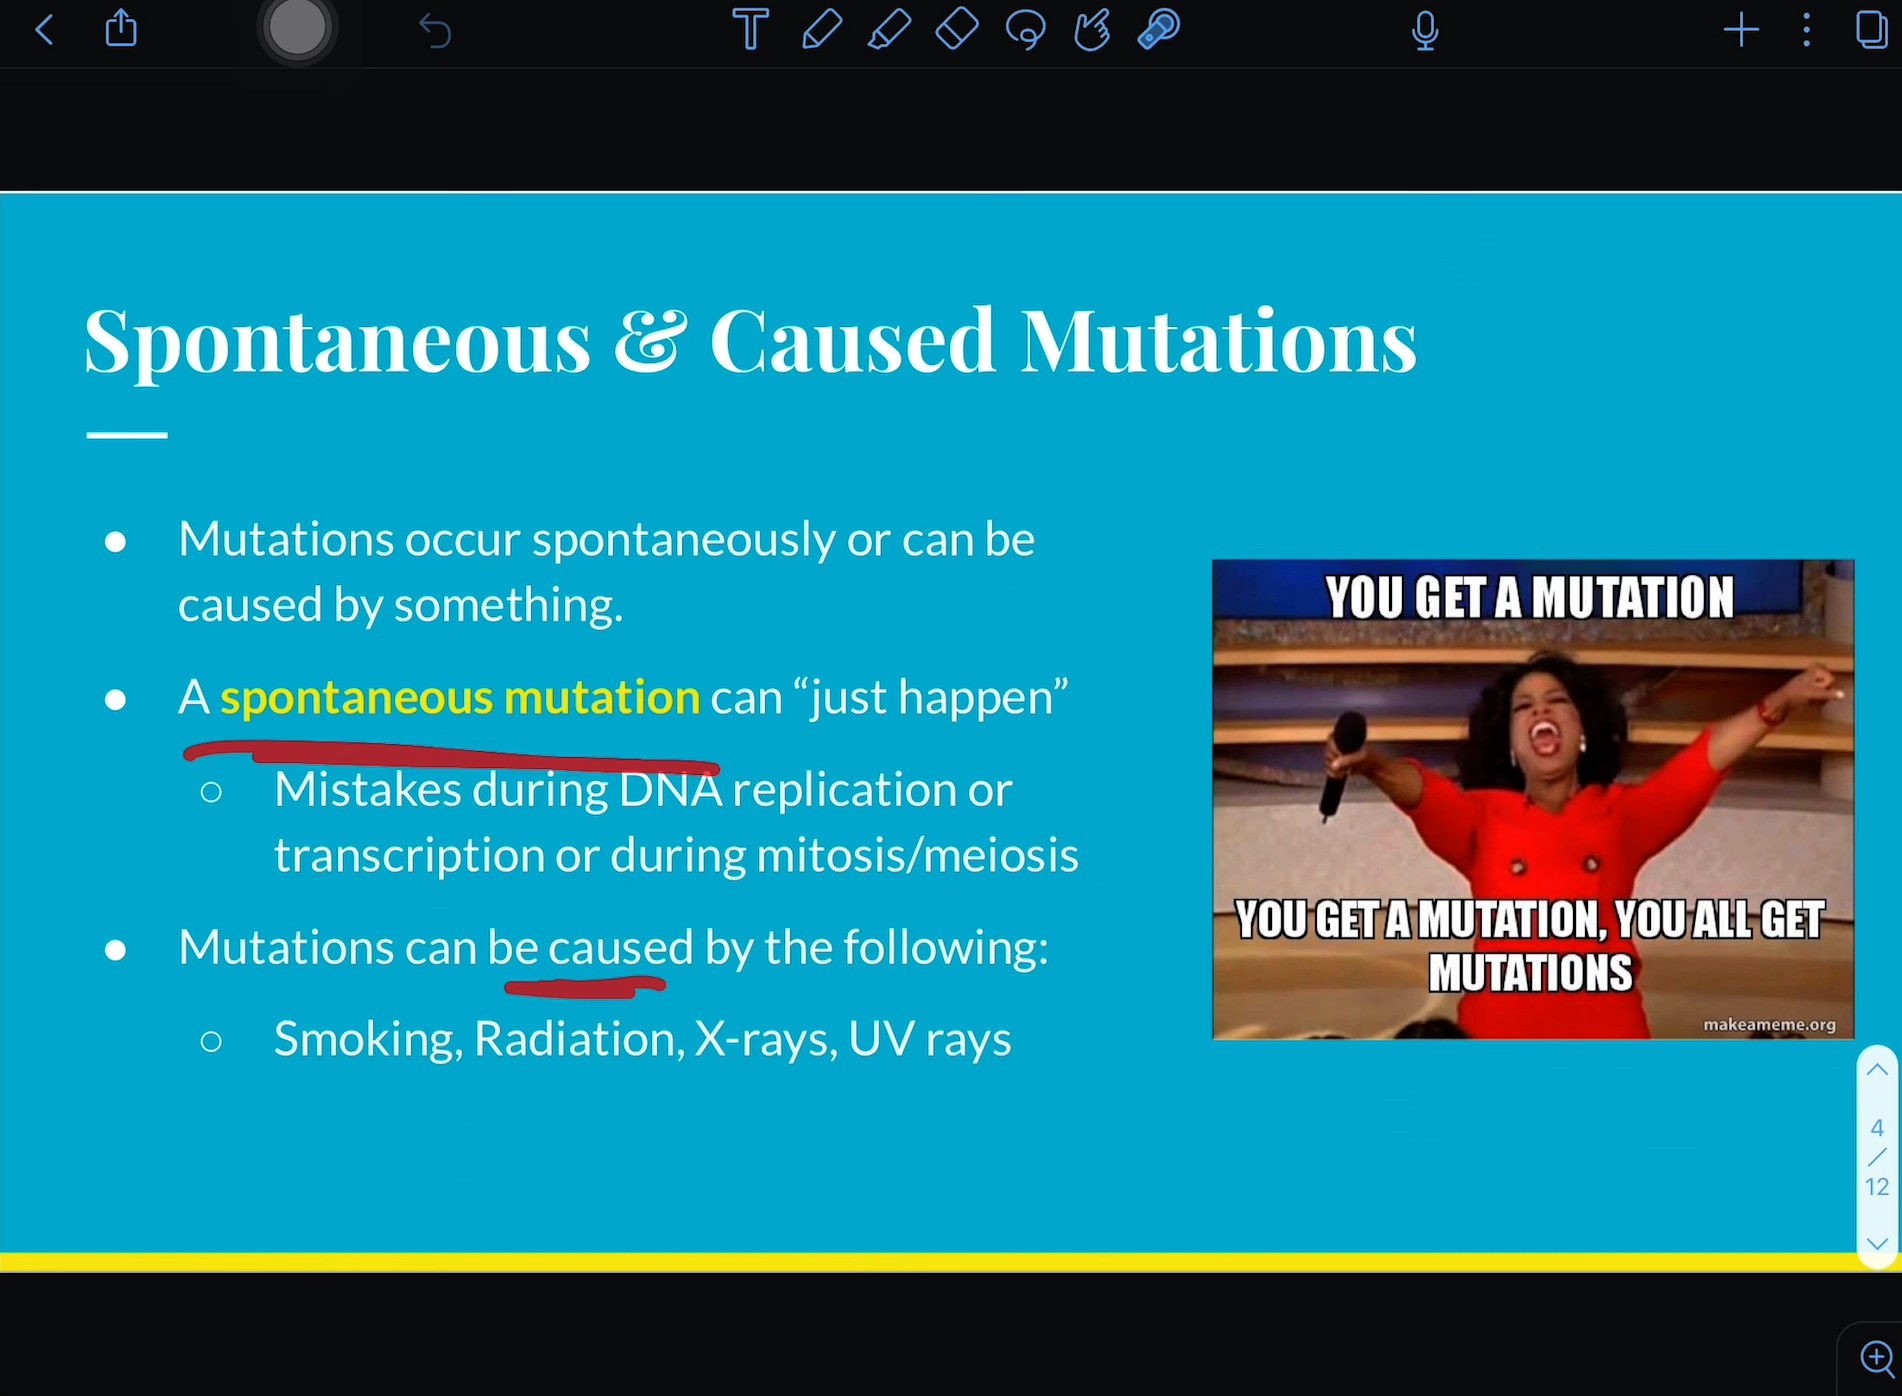 Spontaneous & Caused Mutations
● Mutations occur spontaneously or can be
caused by something.
● A spontaneous mutation can “just happen”
○ Mistakes during DNA replication or
transcription or during mitosis/meiosis
● Mutations can be caused by the following:
○ Smoking, Radiation, X-rays, UV rays
YOU GET A MUTATION
YOU GET A MUTATION, YOU ALL GET
MUTATIONS
makeameme.org
4
/
12